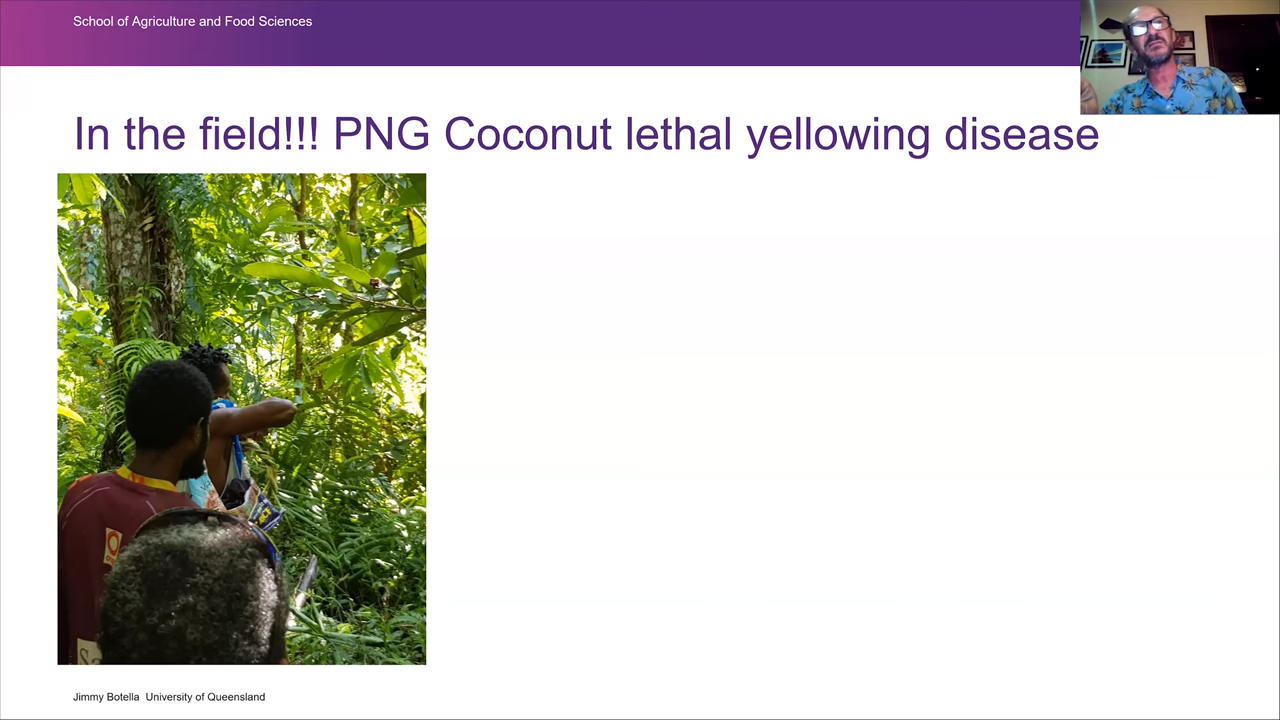 School of Agriculture and Food Sciences
In the field!!! PNG Coconut lethal yellowing disease
Jimmy Botella University of Queensland